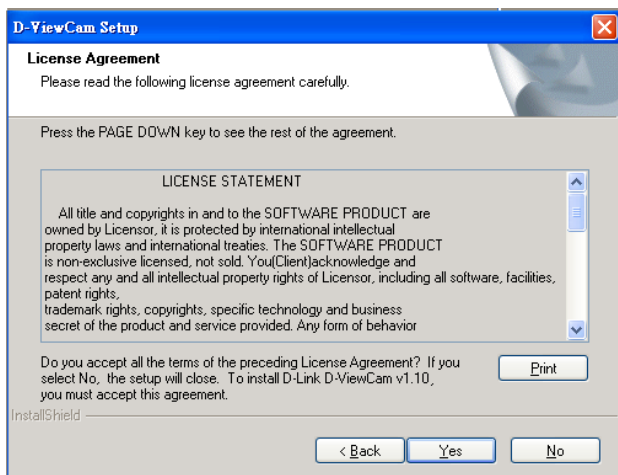 D-ViewCam Setup
License Agreement
Please read the following license agreement carefully.
Press the PAGE DOWN key to see the rest of the agreement.
LICENSE STATEMENT
All title and copyrights in and to the SOFTWARE PRODUCT are
owned by Licensor, it is protected by international intellectual
property laws and international treaties. The SOFTWARE PRODUCT
is non-exclusive licensed, not sold. You(Client)acknowledge and
respect any and all intellectual property rights of Licensor, including all software, facilities,
patent rights,
trademark rights, copyrights, specific technology and business
secret of the product and service provided. Any form of behavior
Do you accept all the terms of the preceding License Agreement? If you
select No, the setup will close. To install D-Link D-ViewCam v1.10,
you must accept this agreement.
Print
InstallShield
< Back
Yes
No